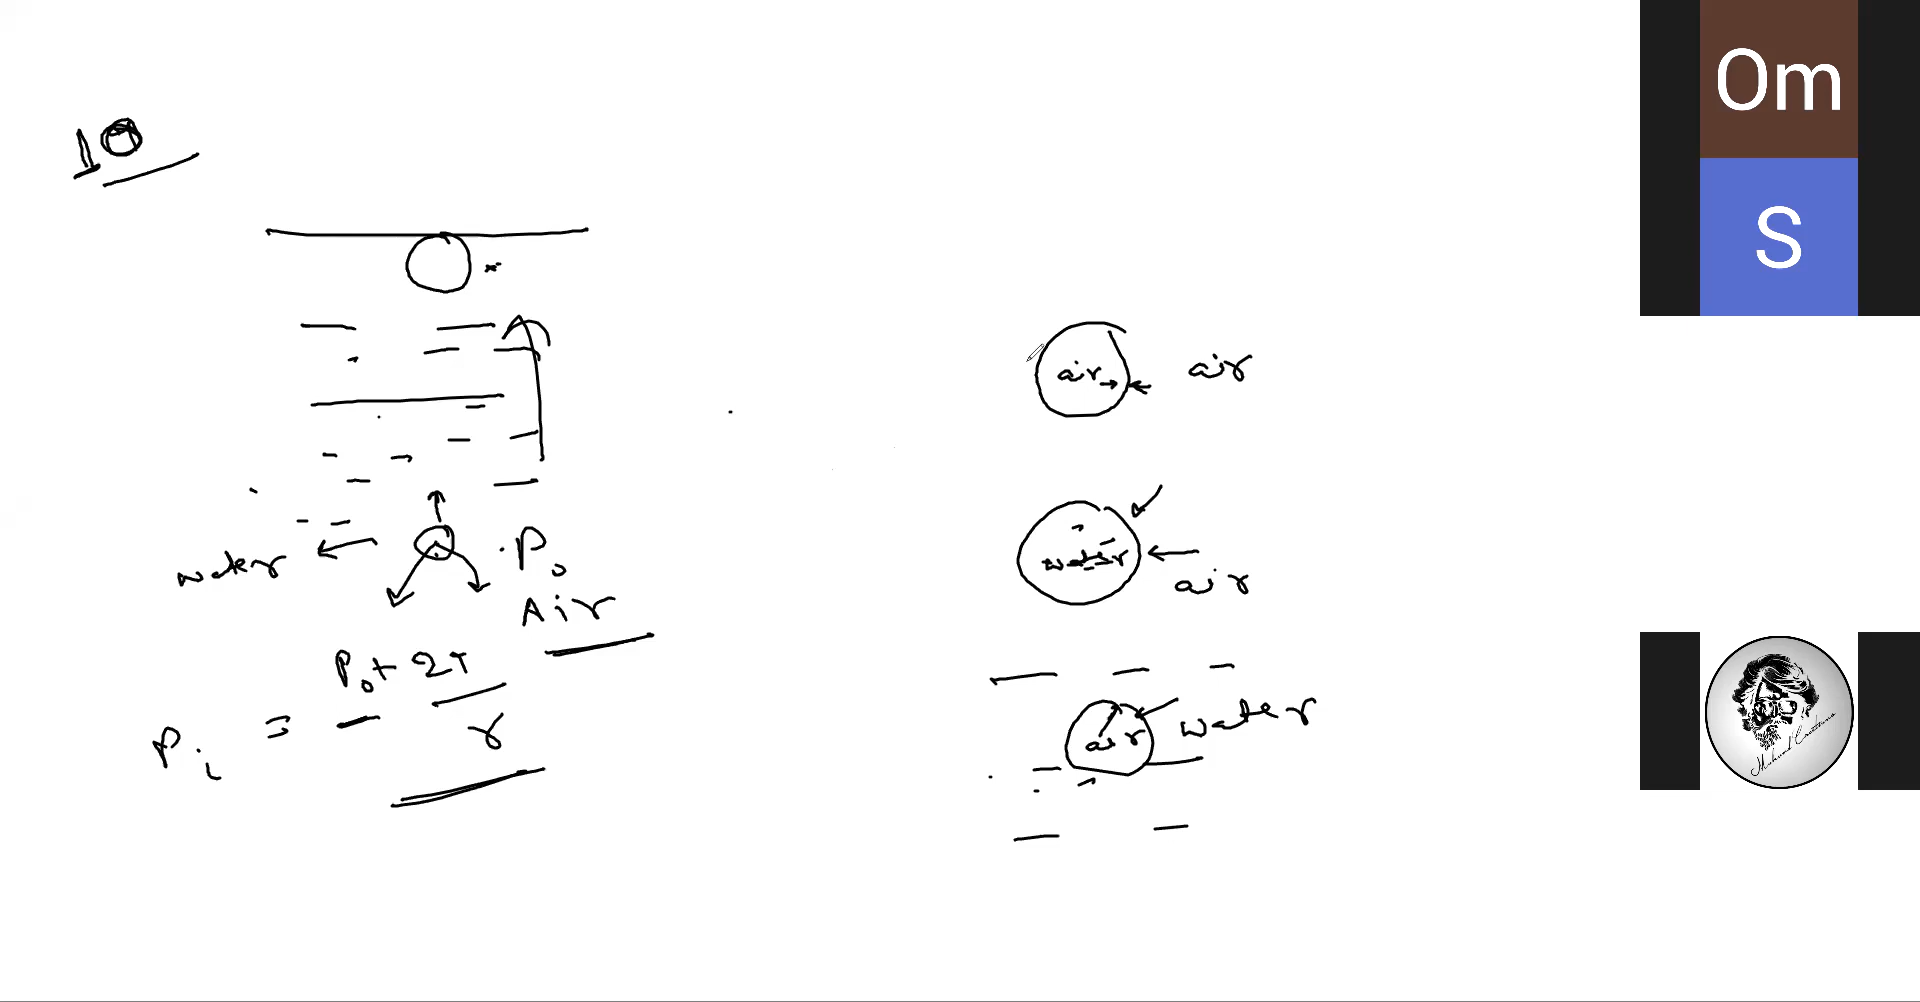 10
water
P₀
Air
Pᵢ = P₀ + 2T
r
air air
water
air
air water
Om
S